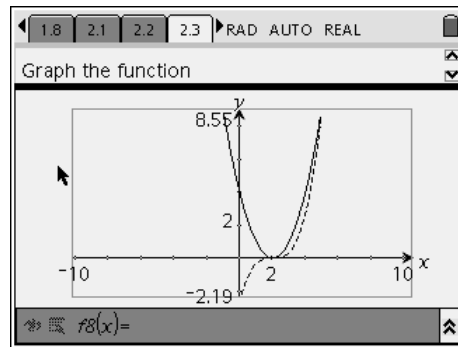 1.8 2.1 2.2 2.3 RAD AUTO REAL
Graph the function
y
8.55
2
-10 2 10 x
-2.19
f8(x)=